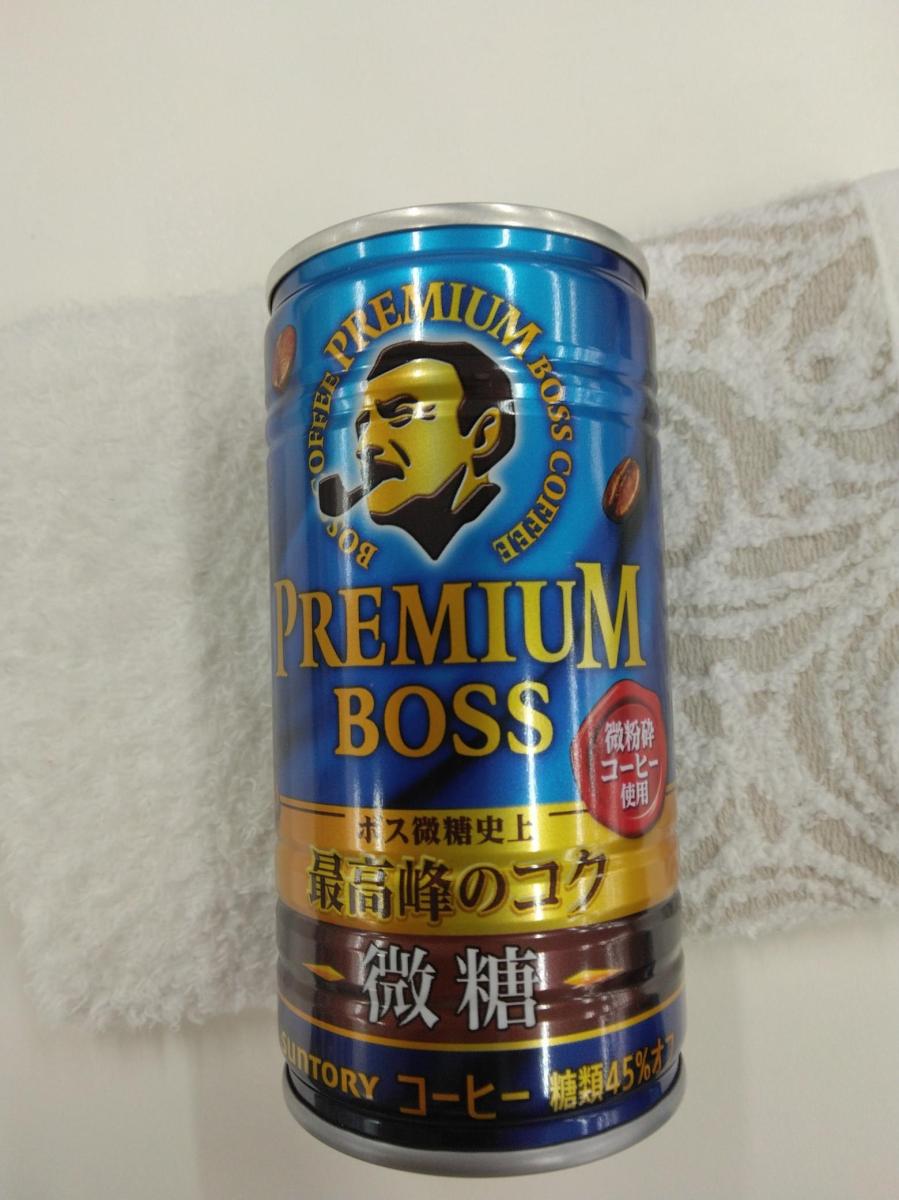 BOSS COFFEE PREMIUM BOSS COFFEE
PREMIUM
BOSS
微粉砕
コーヒー
使用
ボス微糖史上
最高峰のコク
微糖
SUNTORY コーヒー 糖類45%オフ